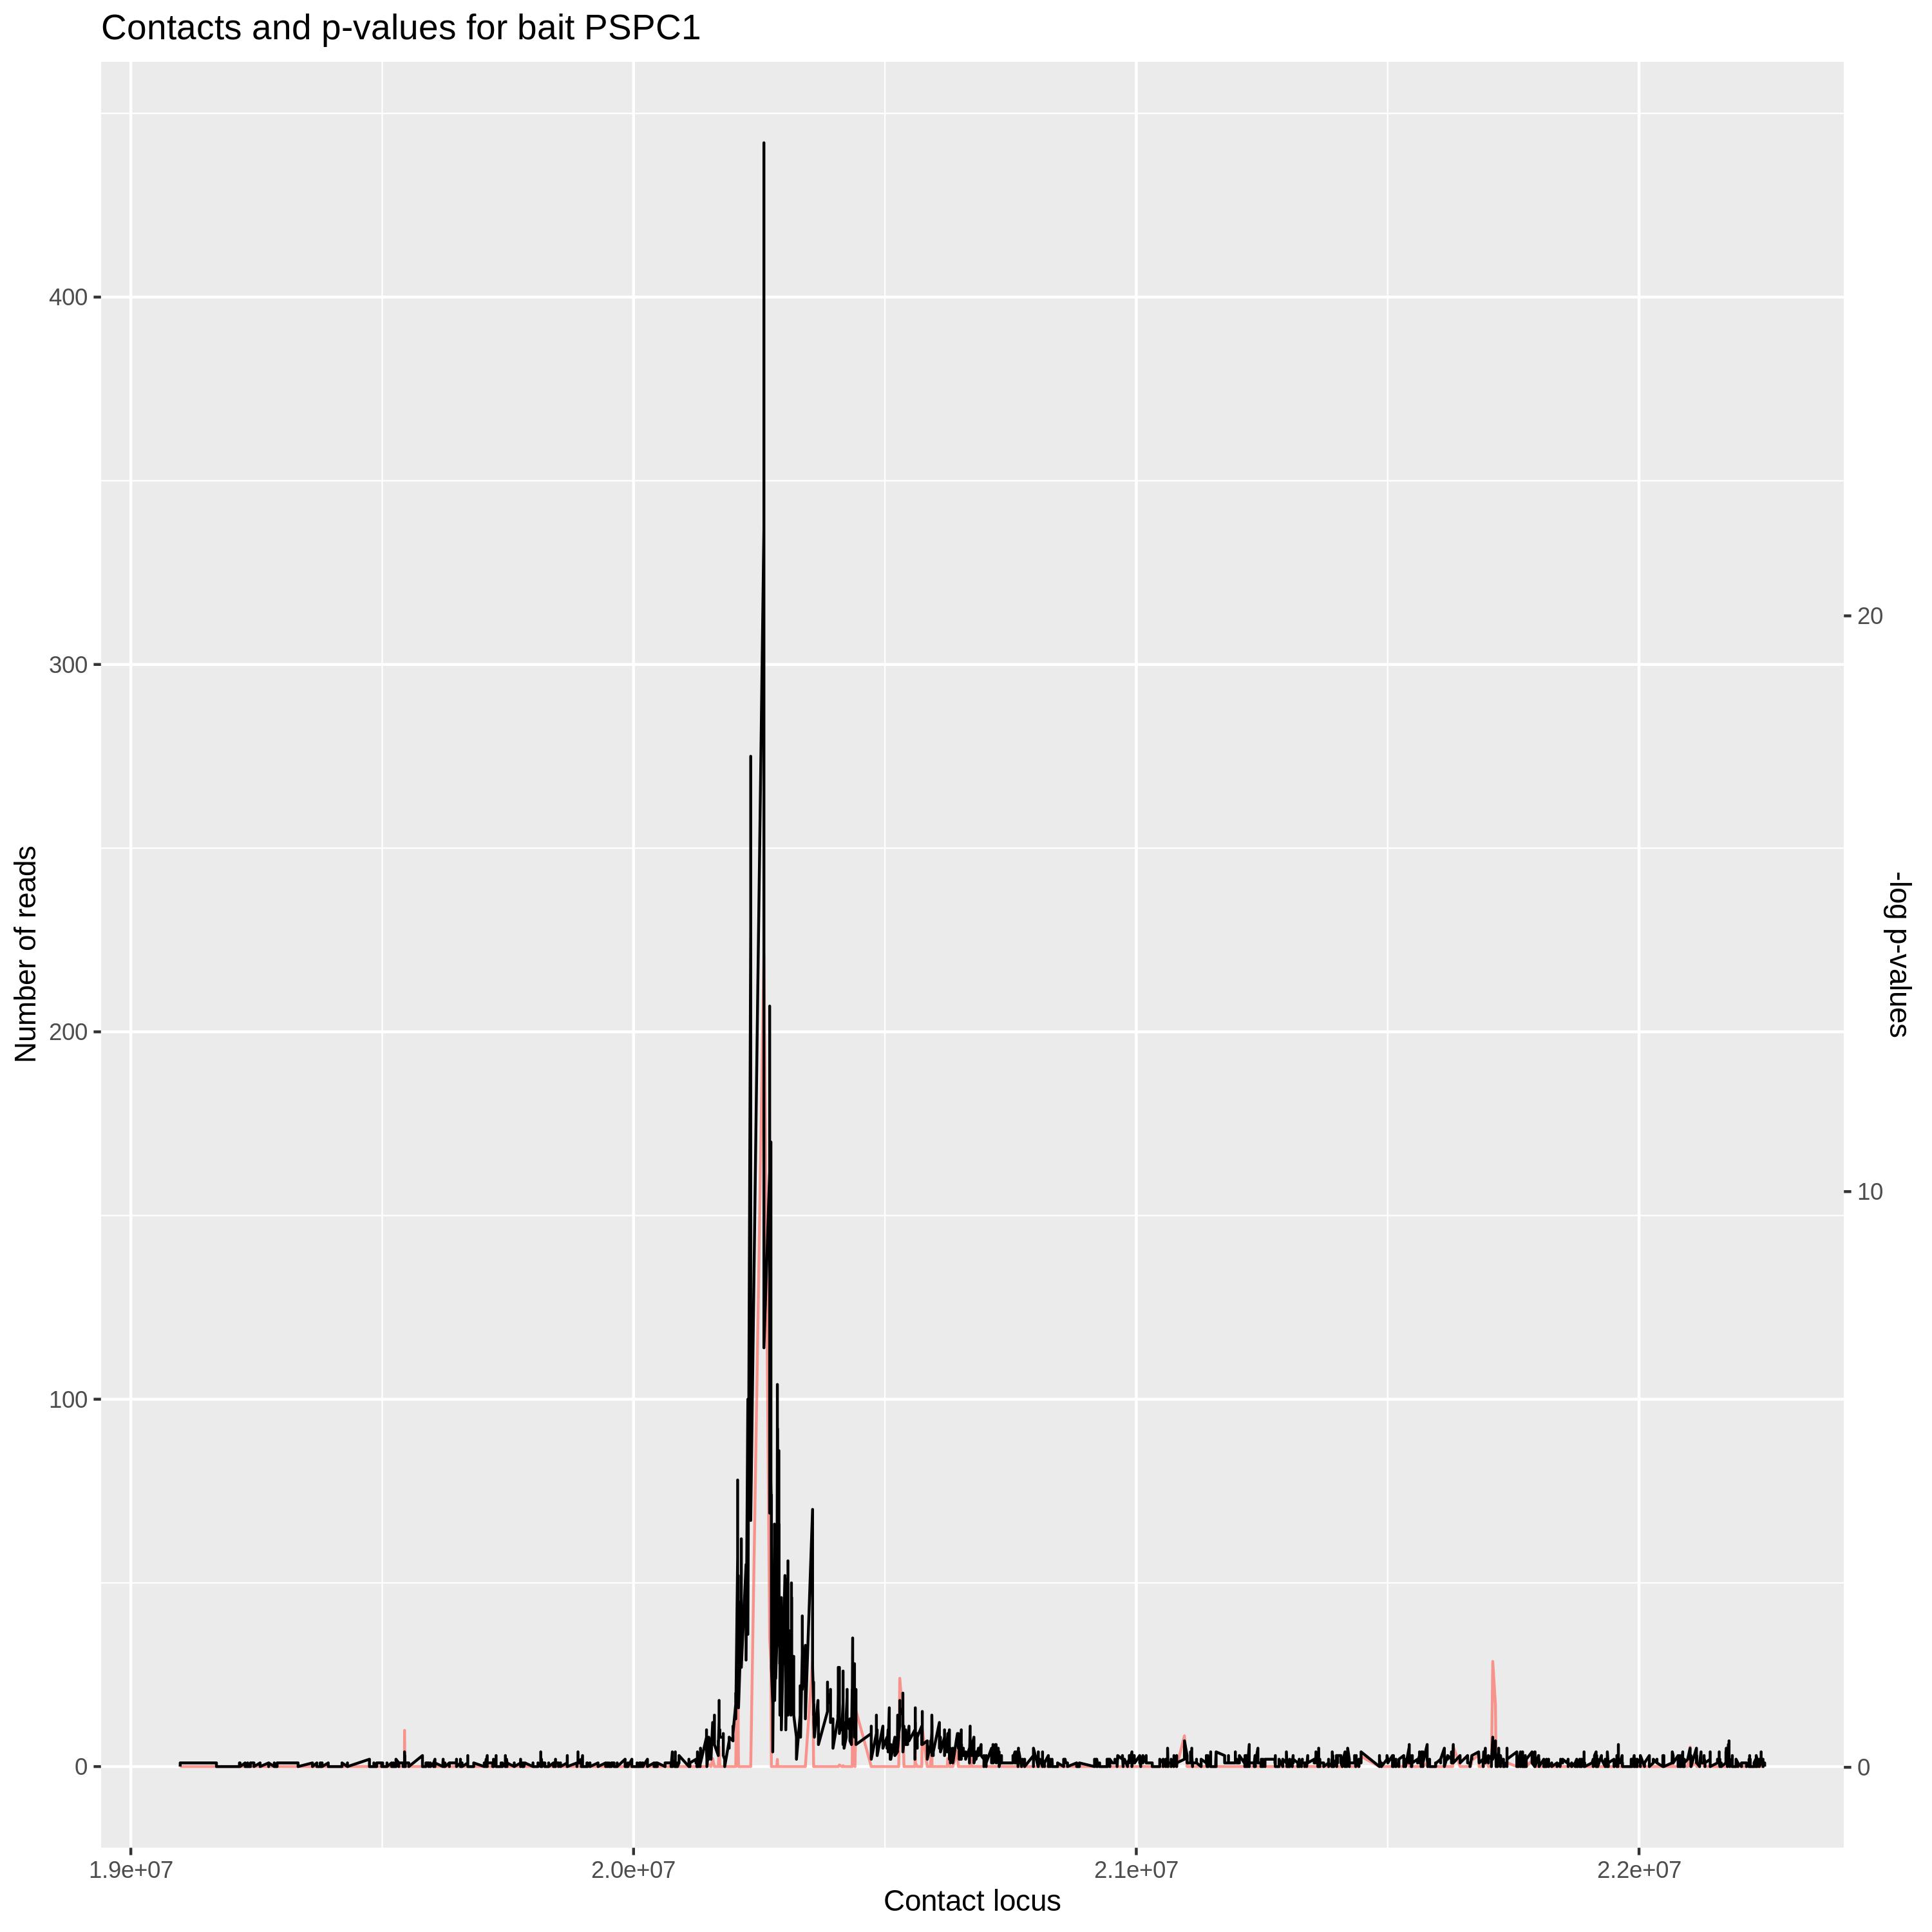 Contacts and p-values for bait PSPC1
Number of reads
400
300
200
100
0
20
10
0
-log p-values
1.9e+07
2.0e+07
2.1e+07
2.2e+07
Contact locus